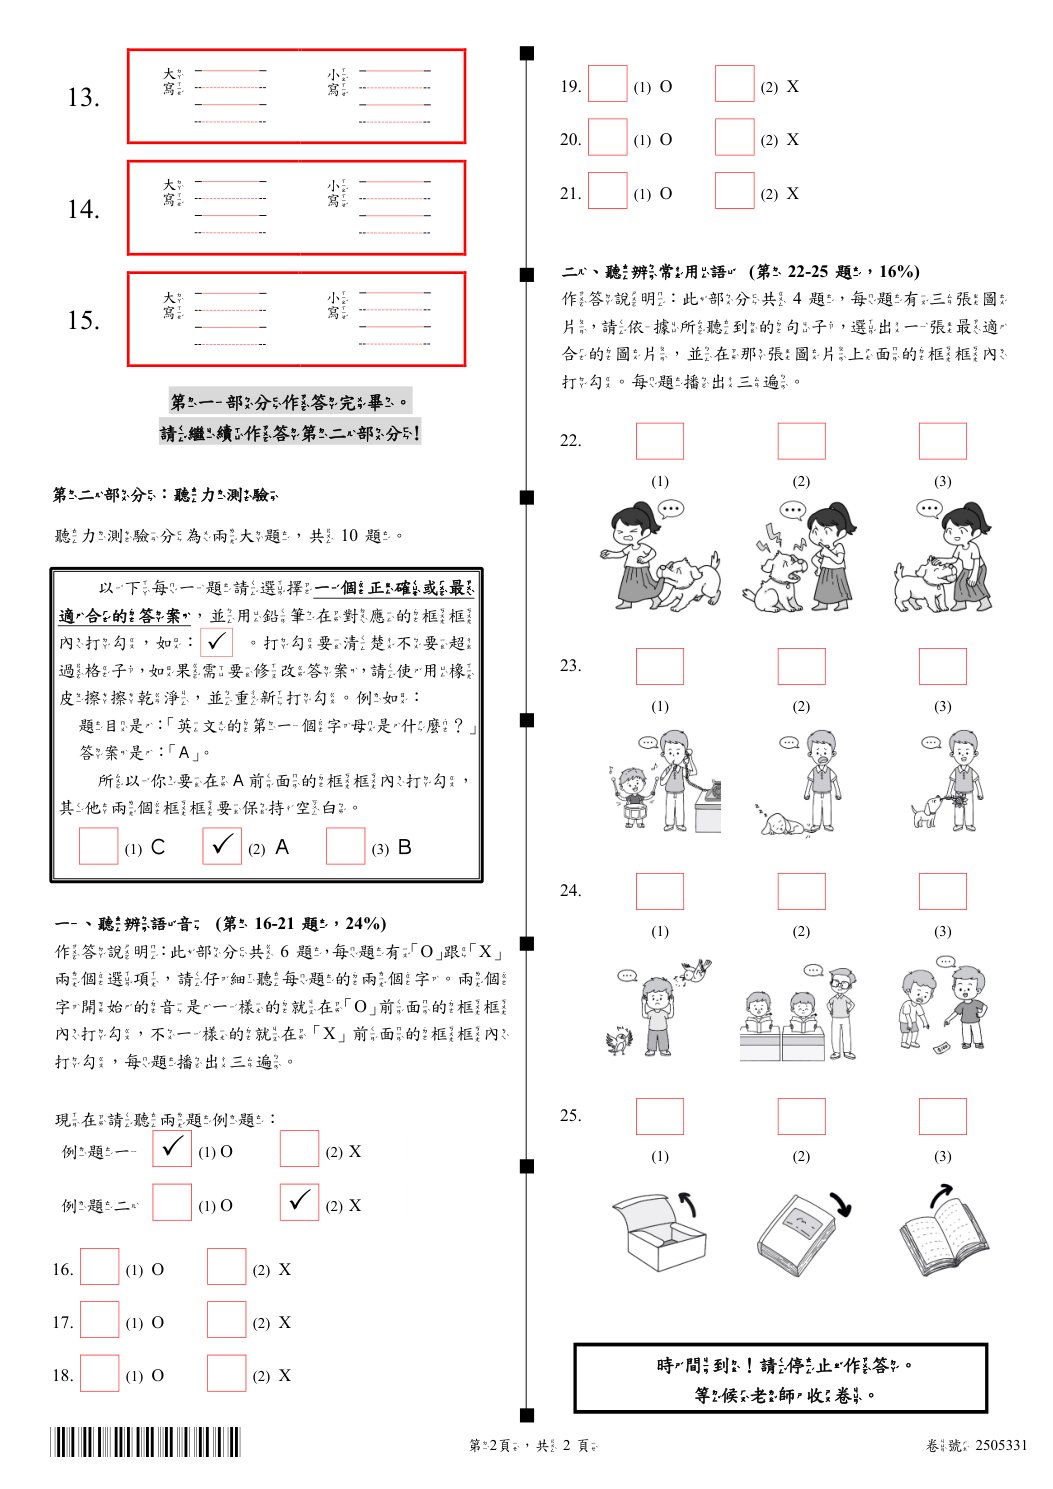 13. 大寫 小寫
14. 大寫 小寫
15. 大寫 小寫
第一部分作答完畢。
請繼續作答第二部分!
第二部分：聽力測驗
聽力測驗分為兩大題，共 10 題。
以下每一題請選擇一個正確或最
適合的答案，並用鉛筆在對應的框框
內打勾，如： ✓ 。打勾要清楚不要超
過格子，如果需要修改答案，請使用橡
皮擦擦乾淨，並重新打勾。例如：
題目是：「英文的第一個字母是什麼？」
答案是：「A」。
所以你要在 A 前面的框框內打勾，
其他兩個框框要保持空白。
(1) C ✓ (2) A (3) B
一、聽辨語音 (第 16-21 題，24%)
作答說明：此部分共 6 題，每題有「O」跟「X」
兩個選項，請仔細聽每題的兩個字。兩個
字開始的音是一樣的就在「O」前面的框框
內打勾，不一樣的就在「X」前面的框框內
打勾，每題播出三遍。
現在請聽兩題例題：
例題一 ✓ (1) O (2) X
例題二 (1) O ✓ (2) X
16. (1) O (2) X
17. (1) O (2) X
18. (1) O (2) X
19. (1) O (2) X
20. (1) O (2) X
21. (1) O (2) X
二、聽辨常用語 (第 22-25 題，16%)
作答說明：此部分共 4 題，每題有三張圖
片，請依據所聽到的句子，選出一張最適
合的圖片，並在那張圖片上面的框框內
打勾。每題播出三遍。
22.
(1) (2) (3)
23.
(1) (2) (3)
24.
(1) (2) (3)
25.
(1) (2) (3)
時間到！請停止作答。
等候老師收卷。
第2頁，共 2 頁
卷號 2505331